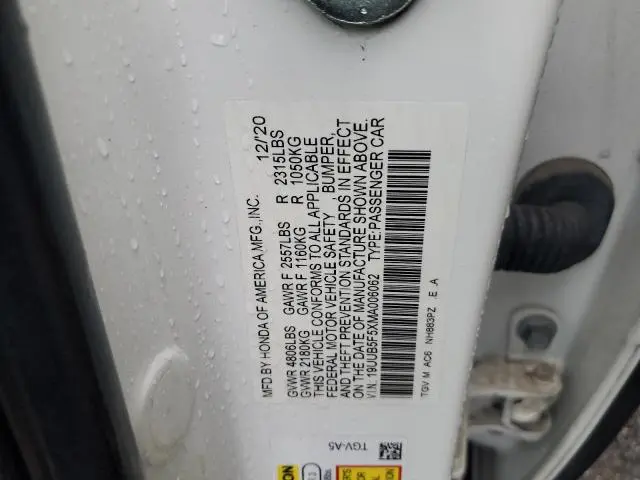 MFD BY HONDA OF AMERICA MFG.,INC. 12/20
GVWR 4806LBS GAWR F 2557LBS R 2315LBS
GVWR 2180KG GAWR F 1160KG R 1050KG
THIS VEHICLE CONFORMS TO ALL APPLICABLE
FEDERAL MOTOR VEHICLE SAFETY , BUMPER,
AND THEFT PREVENTION STANDARDS IN EFFECT
ON THE DATE OF MANUFACTURE SHOWN ABOVE.
V.I.N.: 19UUB5F5XMA006062 TYPE:PASSENGER CAR
TGV M AC6 NH883PZ .E .A
TGV-A5